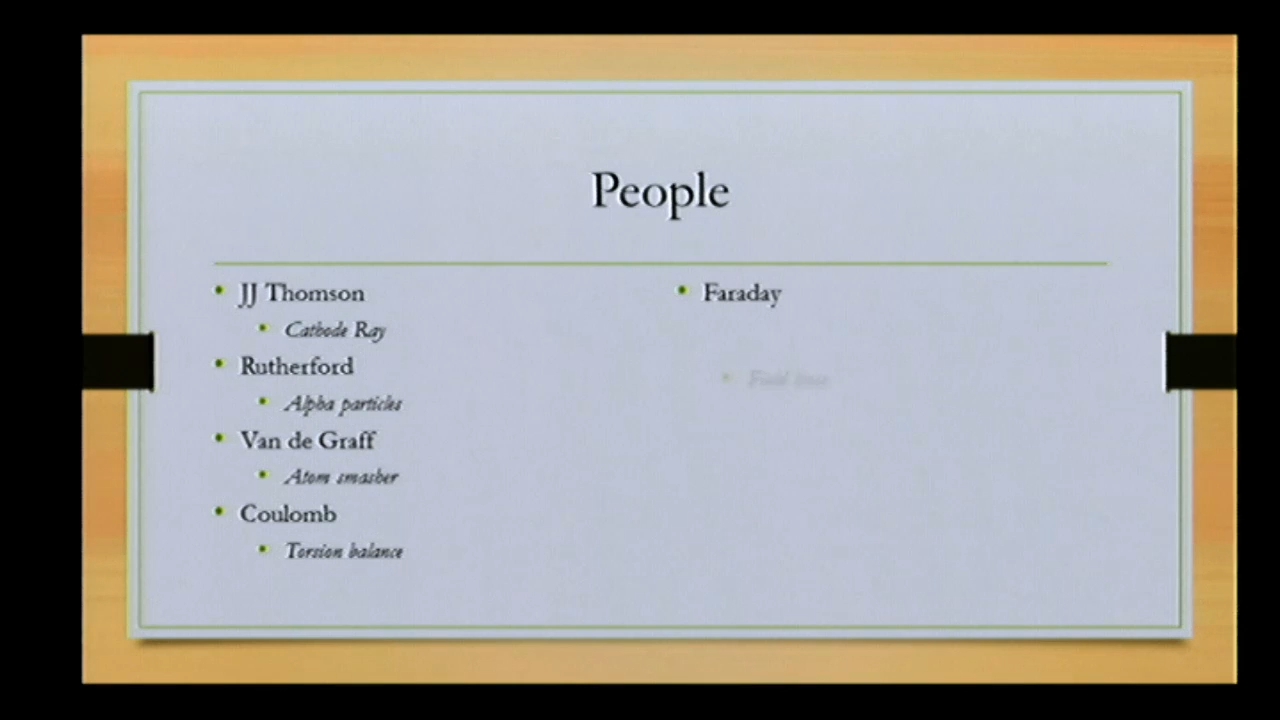 People
• JJ Thomson
• Cathode Ray
• Rutherford
• Alpha particles
• Van de Graff
• Atom smasher
• Coulomb
• Torsion balance
• Faraday
• Field lines